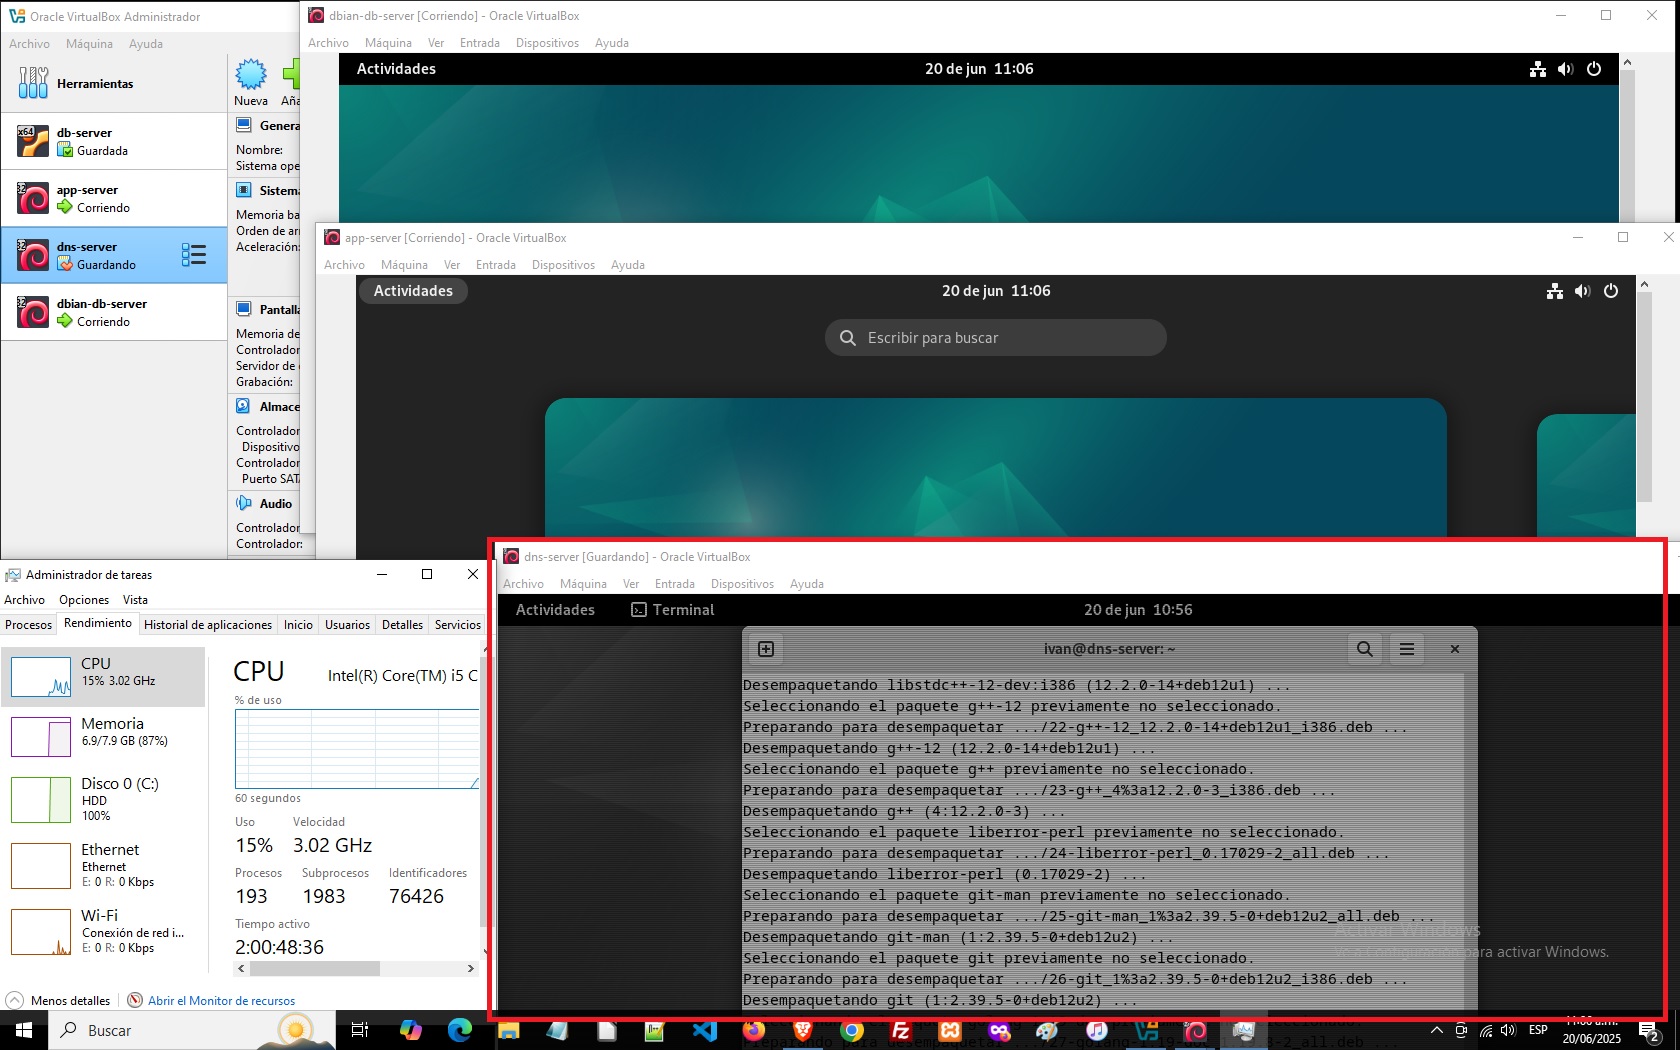 Oracle VirtualBox Administrador
Archivo Máquina Ayuda
Herramientas
Nueva
Aña
db-server
Guardada
app-server
Corriendo
dns-server
Guardando
dbian-db-server
Corriendo
Genera
Nombre:
Sistema ope
Sistema
Memoria ba
Orden de ar
Aceleración:
Pantalla
Memoria de
Controlador
Servidor de
Grabación:
Almace
Controlador
Dispositivo
Controlador
Puerto SATA
Audio
Controlador
Controlador:
dbian-db-server [Corriendo] - Oracle VirtualBox
Archivo Máquina Ver Entrada Dispositivos Ayuda
Actividades 20 de jun 11:06
app-server [Corriendo] - Oracle VirtualBox
Archivo Máquina Ver Entrada Dispositivos Ayuda
Actividades 20 de jun 11:06
Escribir para buscar
dns-server [Guardando] - Oracle VirtualBox
Archivo Máquina Ver Entrada Dispositivos Ayuda
Actividades Terminal 20 de jun 10:56
ivan@dns-server: ~
Desempaquetando libstdc++-12-dev:i386 (12.2.0-14+deb12u1) ...
Seleccionando el paquete g++-12 previamente no seleccionado.
Preparando para desempaquetar .../22-g++-12_12.2.0-14+deb12u1_i386.deb ...
Desempaquetando g++-12 (12.2.0-14+deb12u1) ...
Seleccionando el paquete g++ previamente no seleccionado.
Preparando para desempaquetar .../23-g++_4%3a12.2.0-3_i386.deb ...
Desempaquetando g++ (4:12.2.0-3) ...
Seleccionando el paquete liberror-perl previamente no seleccionado.
Preparando para desempaquetar .../24-liberror-perl_0.17029-2_all.deb ...
Desempaquetando liberror-perl (0.17029-2) ...
Seleccionando el paquete git-man previamente no seleccionado.
Preparando para desempaquetar .../25-git-man_1%3a2.39.5-0+deb12u2_all.deb ...
Desempaquetando git-man (1:2.39.5-0+deb12u2) ...
Seleccionando el paquete git previamente no seleccionado.
Preparando para desempaquetar .../26-git_1%3a2.39.5-0+deb12u2_i386.deb ...
Desempaquetando git (1:2.39.5-0+deb12u2) ...
Activar Windows
Ve a Configuración para activar Windows.
Administrador de tareas
Archivo Opciones Vista
Procesos Rendimiento Historial de aplicaciones Inicio Usuarios Detalles Servicios
CPU
15% 3.02 GHz
Memoria
6.9/7.9 GB (87%)
Disco 0 (C:)
HDD
100%
Ethernet
Ethernet
E: 0 R: 0 Kbps
Wi-Fi
Conexión de red i...
E: 0 R: 0 Kbps
CPU Intel(R) Core(TM) i5 C
% de uso
60 segundos
Uso Velocidad
15% 3.02 GHz
Procesos Subprocesos Identificadores
193 1983 76426
Tiempo activo
2:00:48:36
Menos detalles Abrir el Monitor de recursos
Buscar
ESP
20/06/2025
2